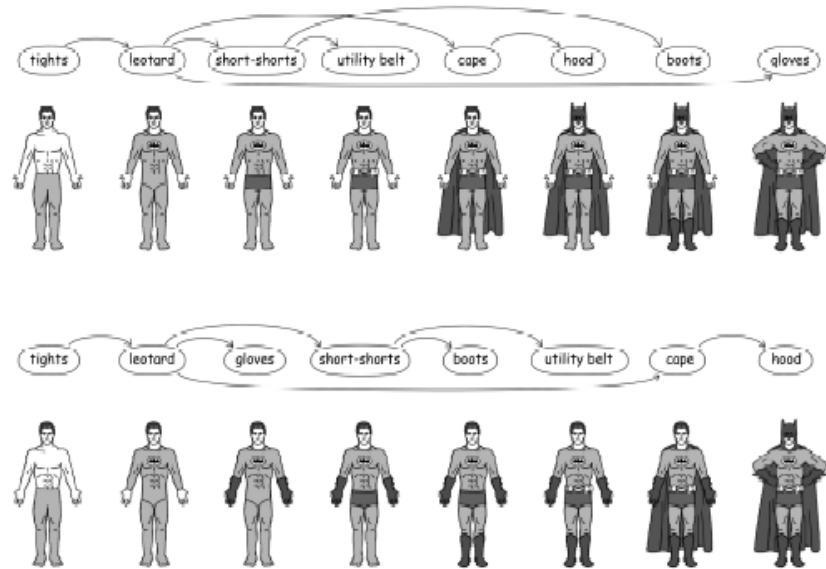 tights leotard short-shorts utility belt cape hood boots gloves
tights leotard gloves short-shorts boots utility belt cape hood